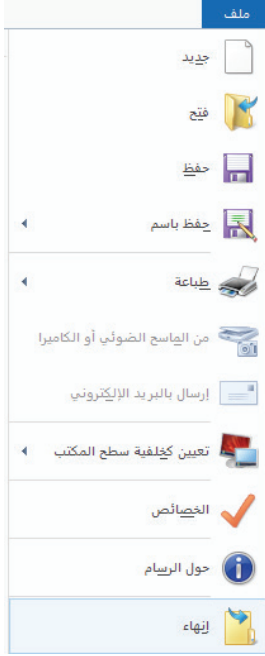 ملف
جديد
فتح
حفظ
حفظ باسم
طباعة
من الماسح الضوئي أو الكاميرا
إرسال بالبريد الإلكتروني
تعيين كخلفية سطح المكتب
الخصائص
حول الرسام
إنهاء